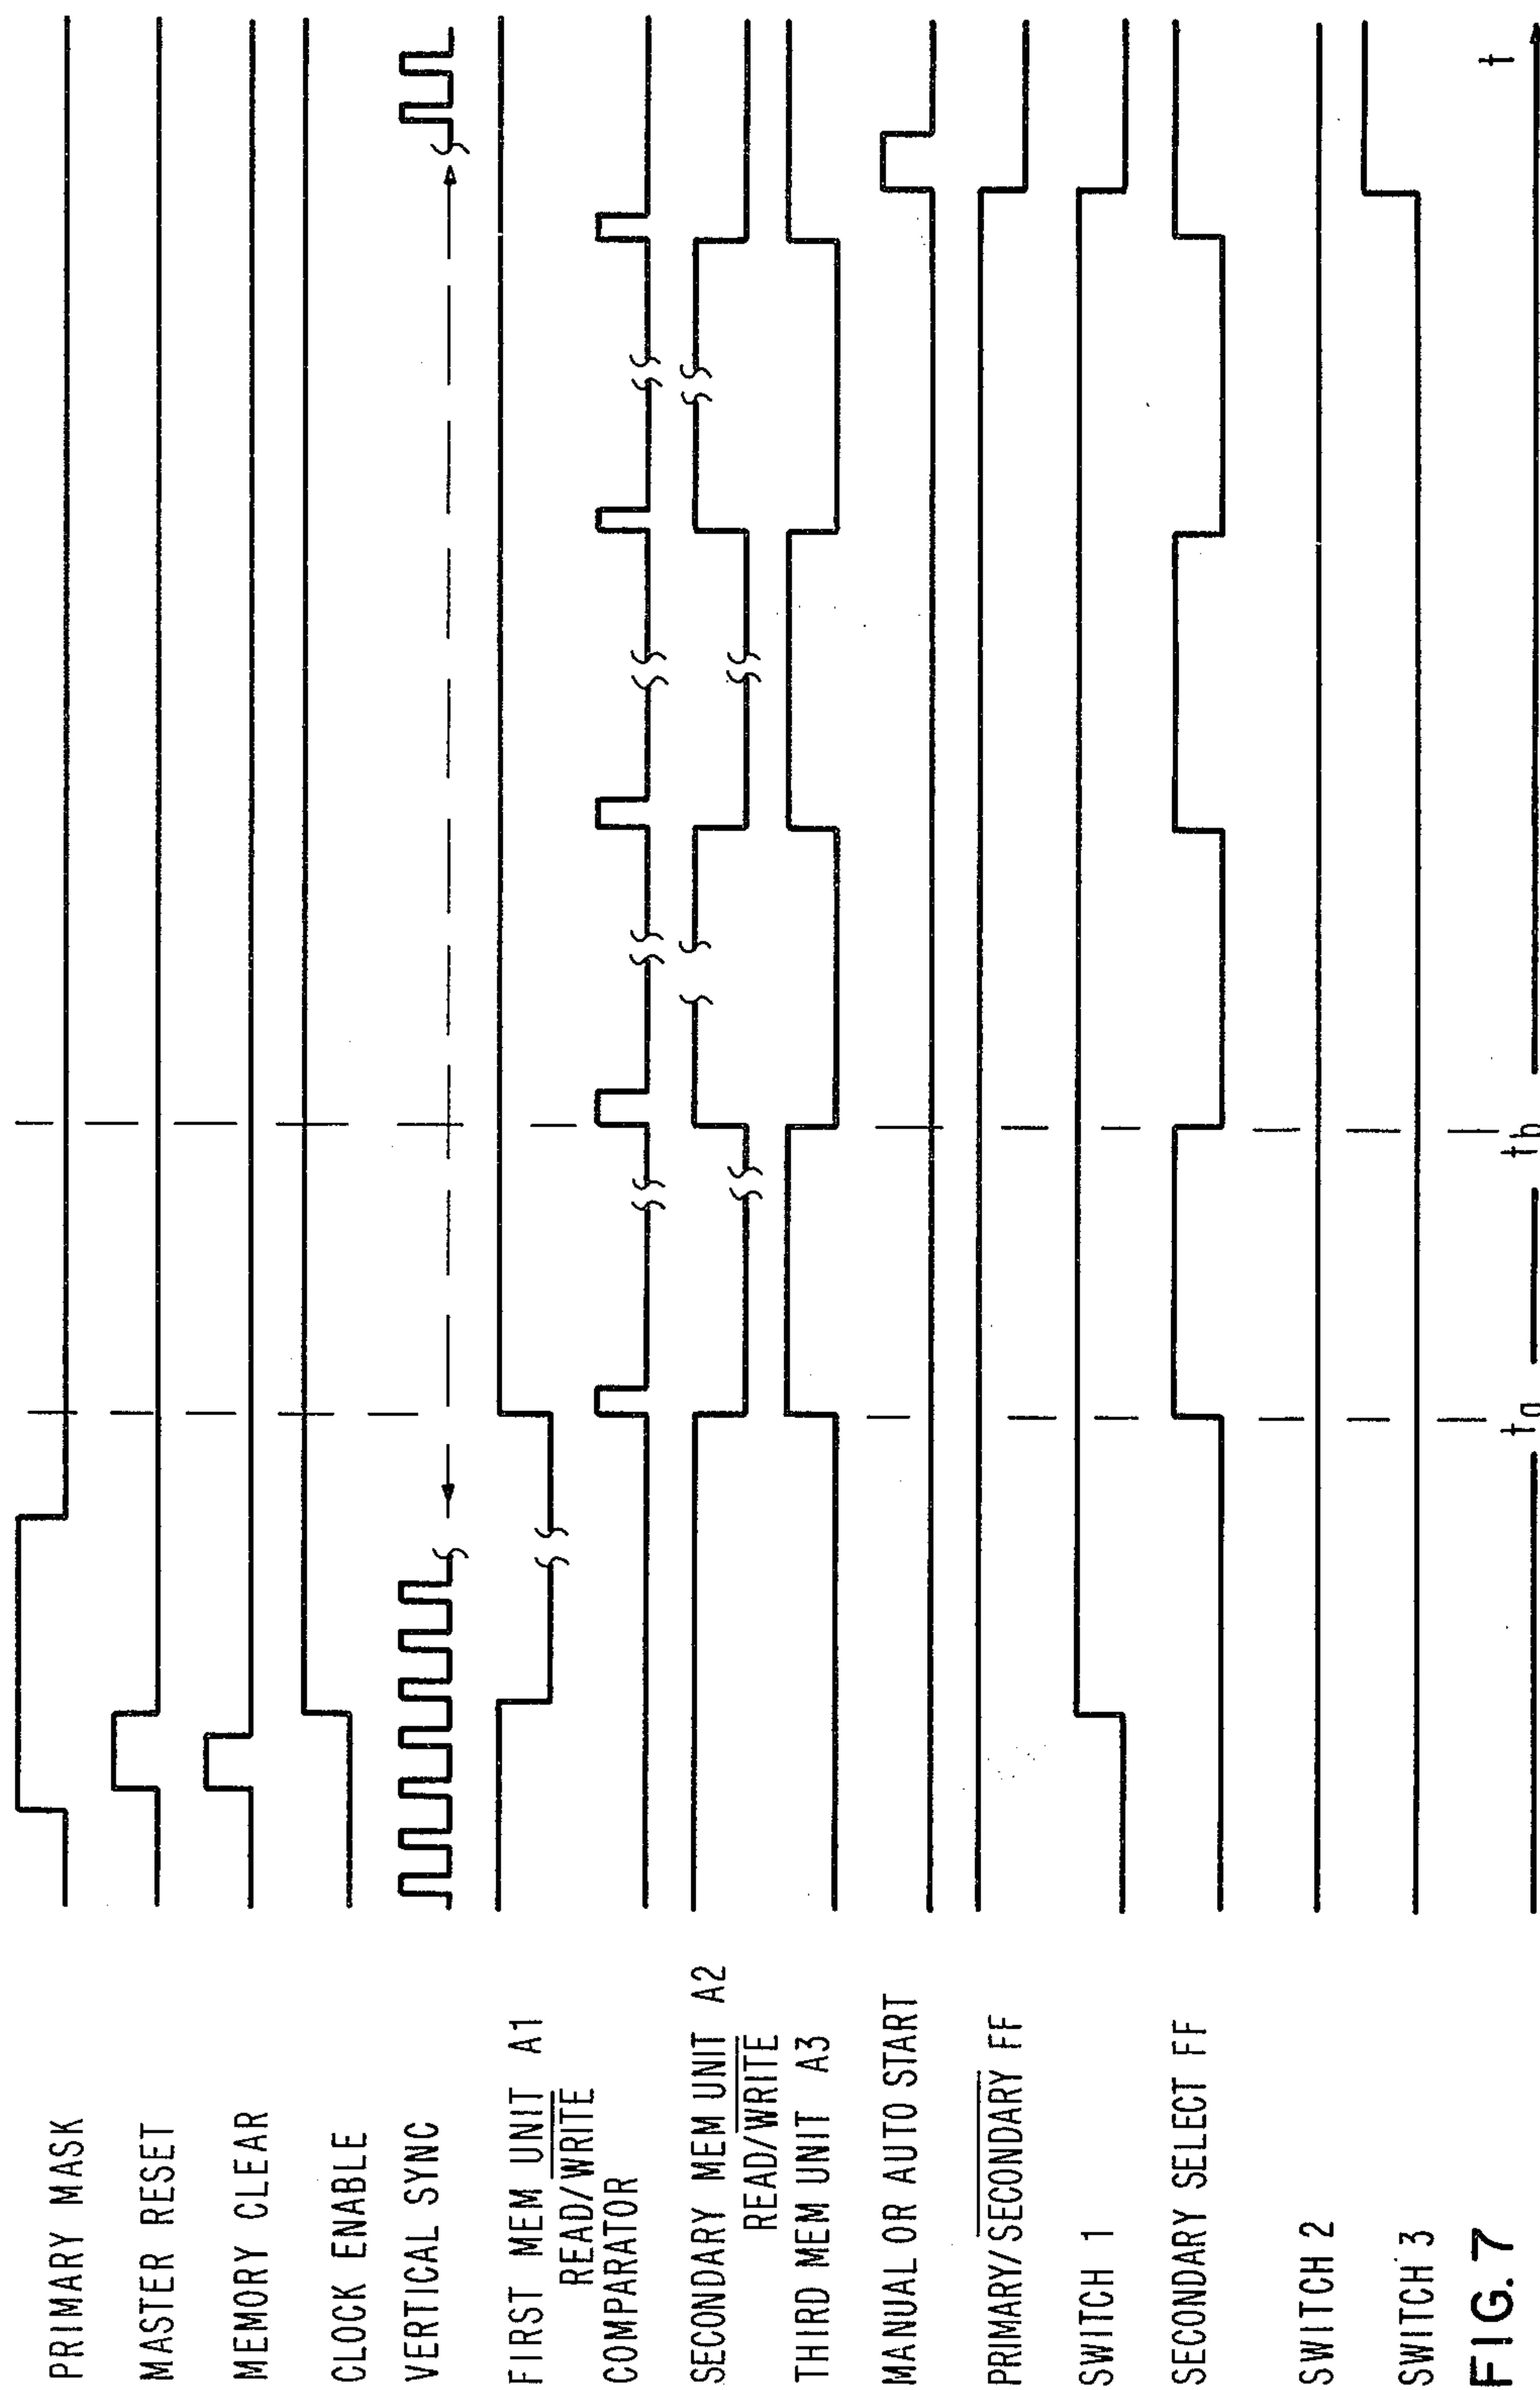 PRIMARY MASK
MASTER RESET
MEMORY CLEAR
CLOCK ENABLE
VERTICAL SYNC
FIRST MEM UNIT A1
READ/WRITE
COMPARATOR
SECONDARY MEM UNIT A2
READ/WRITE
THIRD MEM UNIT A3
MANUAL OR AUTO START
PRIMARY/SECONDARY FF
SWITCH 1
SECONDARY SELECT FF
SWITCH 2
SWITCH 3
ta
tb
t
FIG. 7